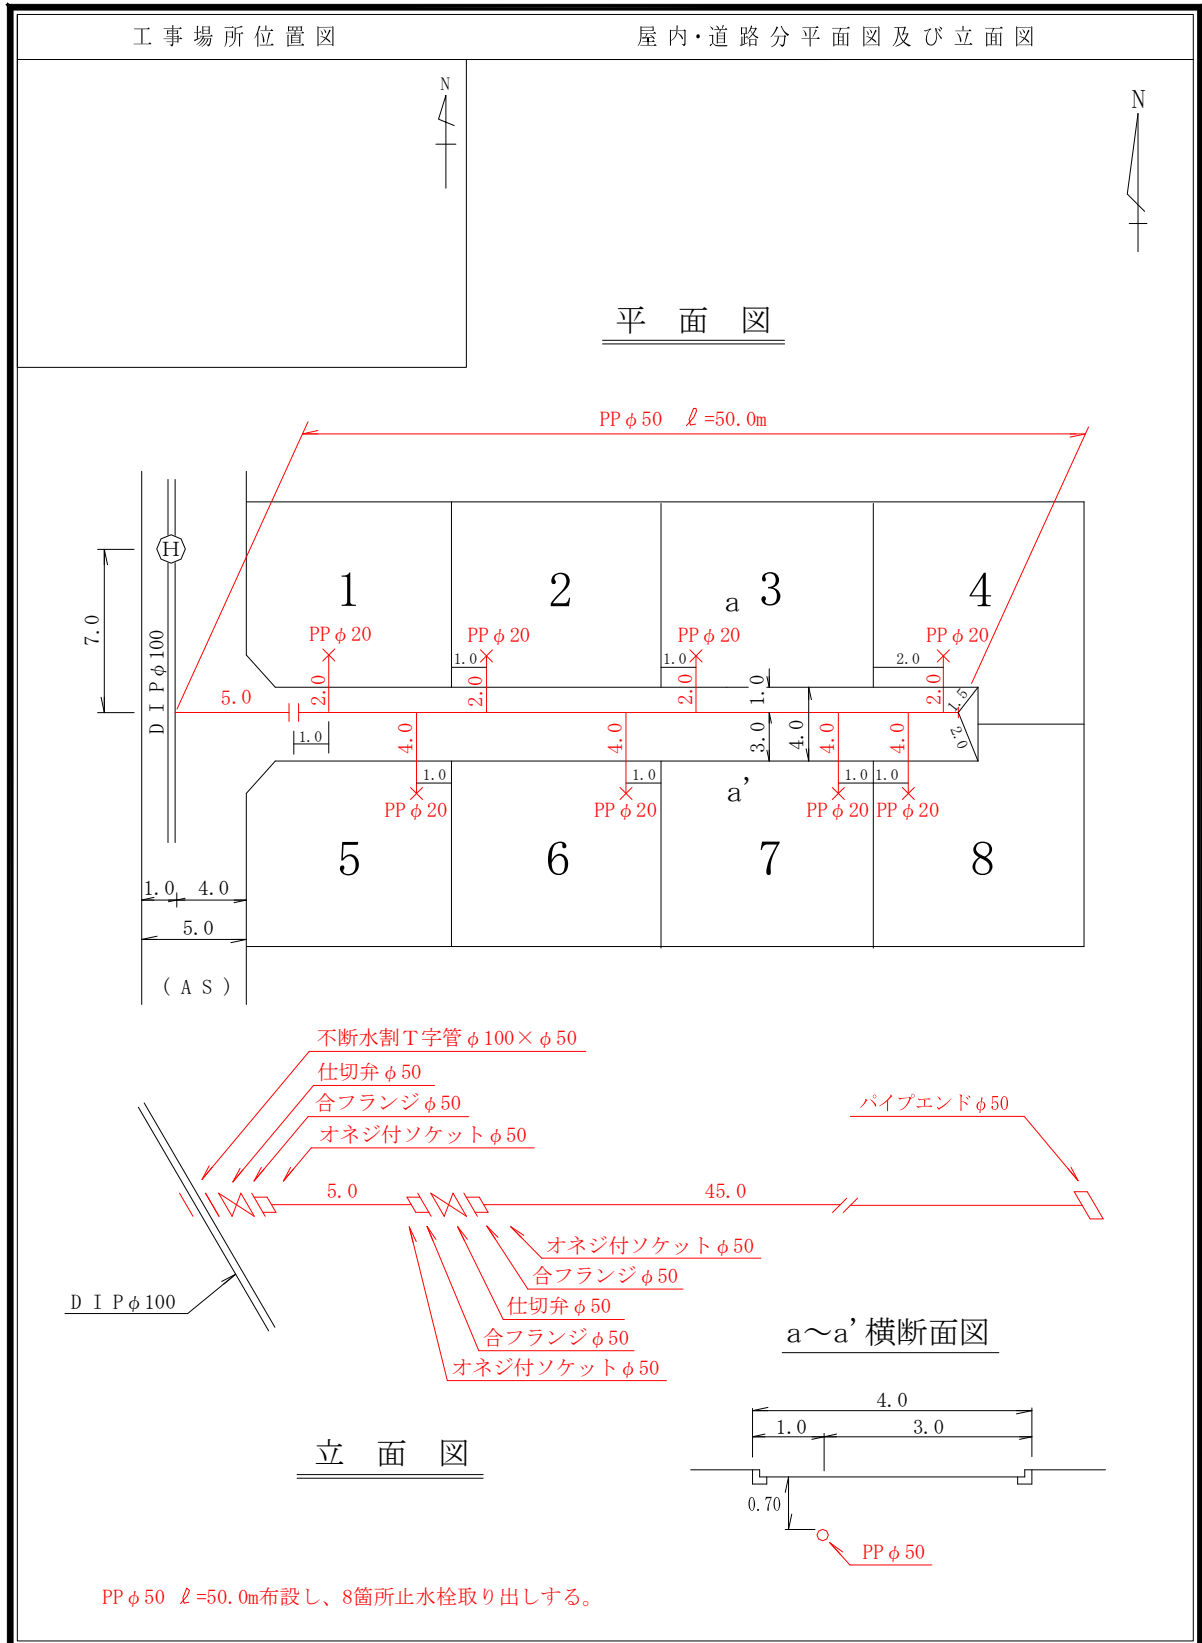 工事場所位置図
屋内・道路分平面図及び立面図
N
N
平面図
PPφ50 ℓ=50.0m
H
7.0
DIPφ100
1
2
3
4
a
PPφ20
PPφ20
PPφ20
PPφ20
1.0
1.0
2.0
2.0
2.0
2.0
2.0
1.0
1.5
5.0
1.0
4.0
4.0
3.0
4.0
4.0
4.0
2.0
1.0
1.0
1.0
1.0
PPφ20
PPφ20
a'
PPφ20
PPφ20
5
6
7
8
1.0
4.0
5.0
(AS)
不断水割T字管φ100×φ50
仕切弁φ50
合フランジφ50
オネジ付ソケットφ50
パイプエンドφ50
5.0
45.0
オネジ付ソケットφ50
合フランジφ50
仕切弁φ50
合フランジφ50
オネジ付ソケットφ50
DIPφ100
a～a'横断面図
4.0
1.0
3.0
立面図
0.70
PPφ50
PPφ50 ℓ=50.0m布設し、8箇所止水栓取り出しする。